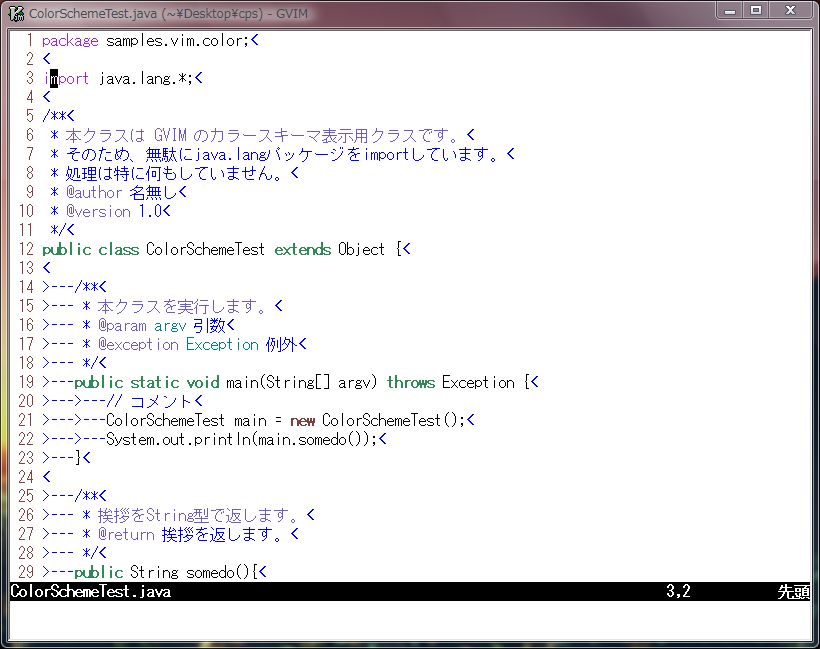 ColorSchemeTest.java (~¥Desktop¥cps) - GVIM
1 package samples.vim.color;<
2 <
3 import java.lang.*;<
4 <
5 /**<
6  * 本クラスは GVIM のカラースキーマ表示用クラスです。<
7  * そのため、無駄にjava.langパッケージをimportしています。<
8  * 処理は特に何もしていません。<
9  * @author 名無し<
10  * @version 1.0<
11  */<
12 public class ColorSchemeTest extends Object {<
13 <
14 >---/**<
15 >--- * 本クラスを実行します。<
16 >--- * @param argv 引数<
17 >--- * @exception Exception 例外<
18 >--- */<
19 >---public static void main(String[] argv) throws Exception {<
20 >--->---// コメント<
21 >--->---ColorSchemeTest main = new ColorSchemeTest();<
22 >--->---System.out.println(main.somedo());<
23 >---}<
24 <
25 >---/**<
26 >--- * 挨拶をString型で返します。<
27 >--- * @return 挨拶を返します。<
28 >--- */<
29 >---public String somedo(){<
ColorSchemeTest.java 3,2 先頭